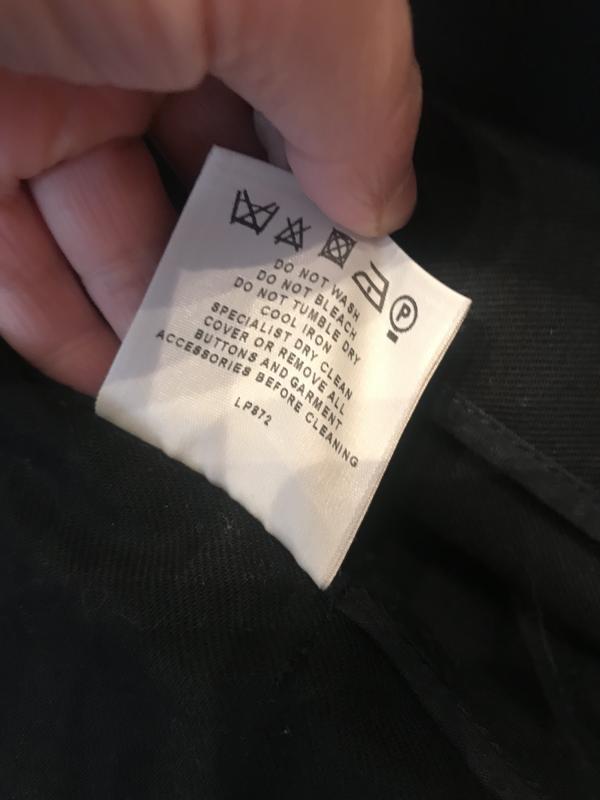 P
DO NOT WASH
DO NOT BLEACH
DO NOT TUMBLE DRY
COOL IRON
SPECIALIST DRY CLEAN
COVER OR REMOVE ALL
BUTTONS AND GARMENT
ACCESSORIES BEFORE CLEANING
LP872